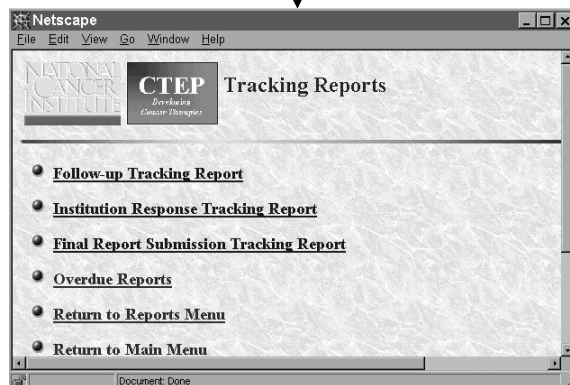 Netscape
File Edit View Go Window Help
NATIONAL
CANCER
INSTITUTE
CTEP
Developing
Cancer Therapies
Tracking Reports
Follow-up Tracking Report
Institution Response Tracking Report
Final Report Submission Tracking Report
Overdue Reports
Return to Reports Menu
Return to Main Menu
Document: Done